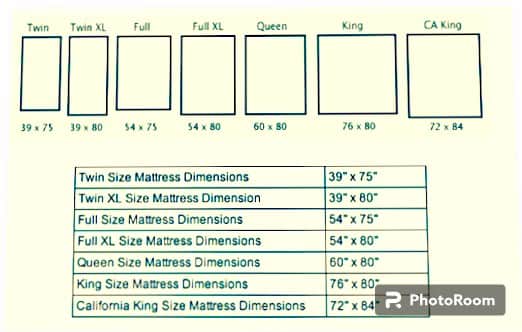 Twin Twin XL Full Full XL Queen King CA King
39 x 75 39 x 80 54 x 75 54 x 80 60 x 80 76 x 80 72 x 84
Twin Size Mattress Dimensions 39" x 75"
Twin XL Size Mattress Dimension 39" x 80"
Full Size Mattress Dimensions 54" x 75"
Full XL Size Mattress Dimensions 54" x 80"
Queen Size Mattress Dimensions 60" x 80"
King Size Mattress Dimensions 76" x 80"
California King Size Mattress Dimensions 72" x 84"
PhotoRoom